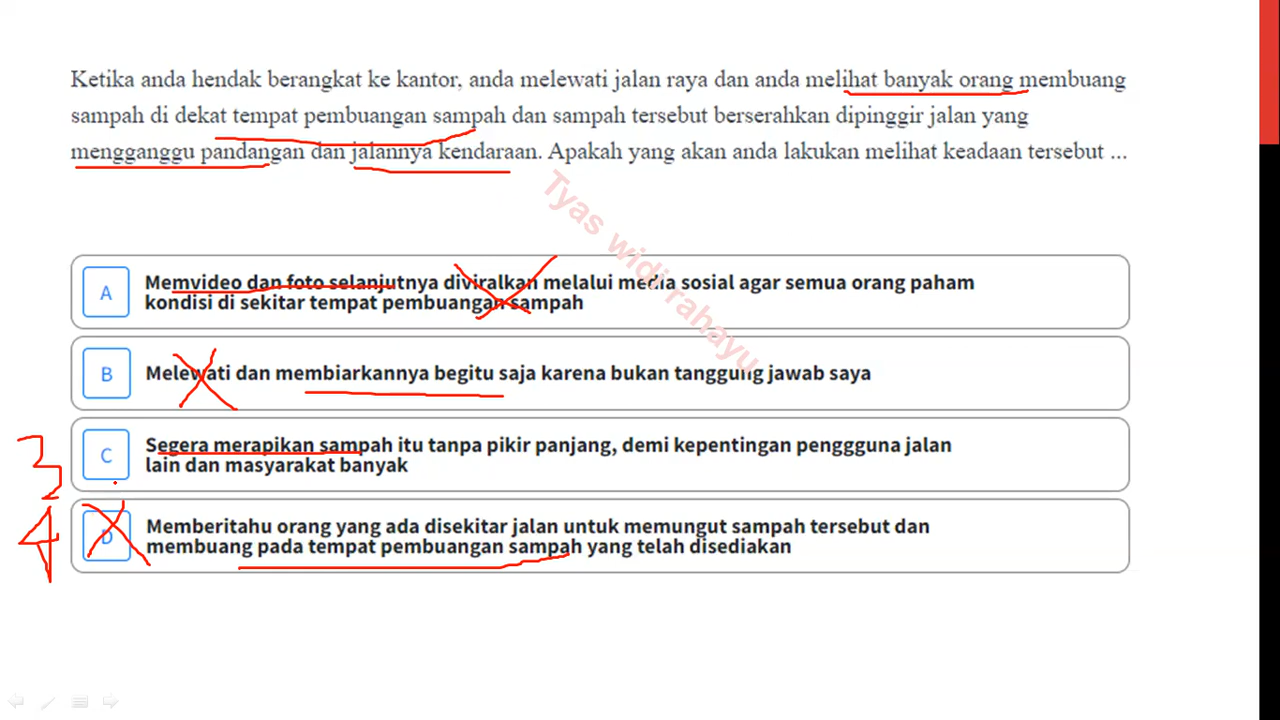 Ketika anda hendak berangkat ke kantor, anda melewati jalan raya dan anda melihat banyak orang membuang
sampah di dekat tempat pembuangan sampah dan sampah tersebut berserahkan dipinggir jalan yang
mengganggu pandangan dan jalannya kendaraan. Apakah yang akan anda lakukan melihat keadaan tersebut ...
Tyas widi rahayu
A
Memvideo dan foto selanjutnya diviralkan melalui media sosial agar semua orang paham
kondisi di sekitar tempat pembuangan sampah
B
Melewati dan membiarkannya begitu saja karena bukan tanggung jawab saya
3
C
Segera merapikan sampah itu tanpa pikir panjang, demi kepentingan penggguna jalan
lain dan masyarakat banyak
4
D
Memberitahu orang yang ada disekitar jalan untuk memungut sampah tersebut dan
membuang pada tempat pembuangan sampah yang telah disediakan